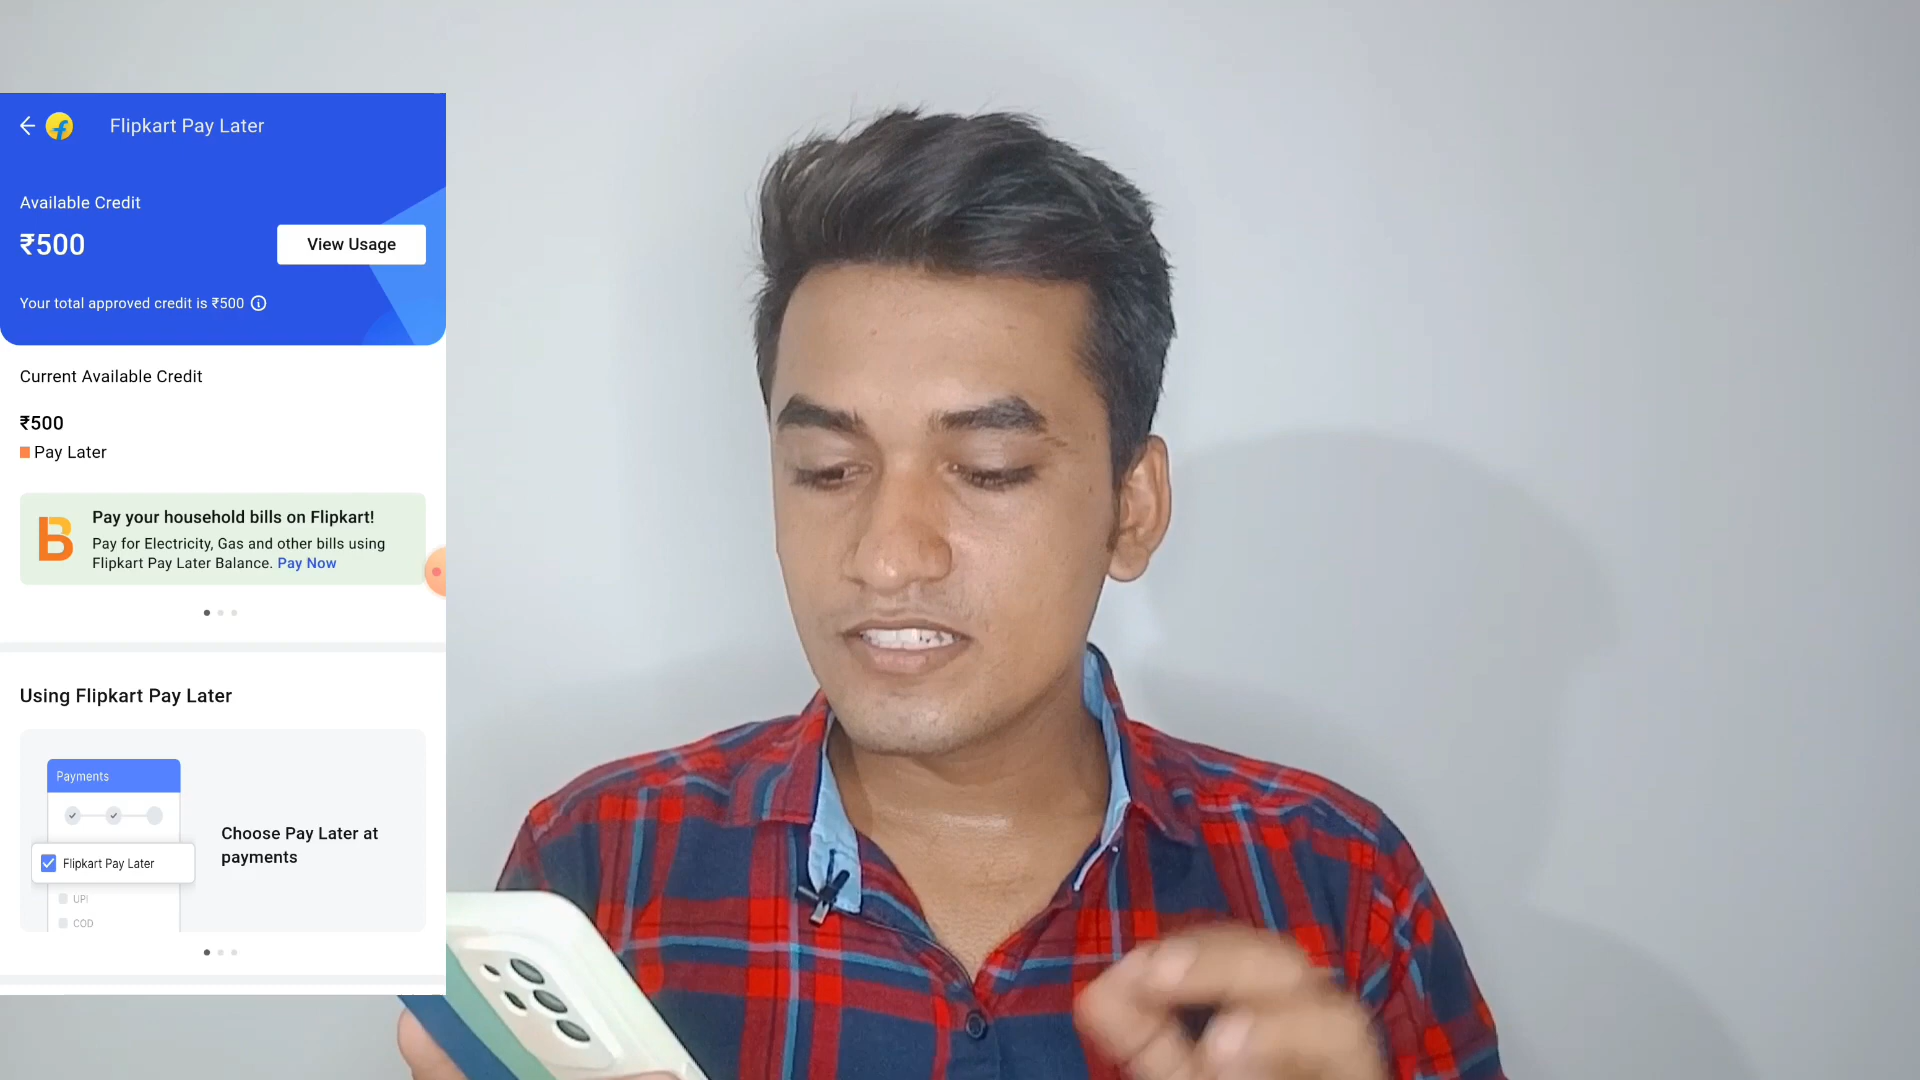 Flipkart Pay Later
Available Credit
₹500
View Usage
Your total approved credit is ₹500
Current Available Credit
₹500
Pay Later
Pay your household bills on Flipkart!
Pay for Electricity, Gas and other bills using
Flipkart Pay Later Balance. Pay Now
Using Flipkart Pay Later
Payments
Flipkart Pay Later
UPI
COD
Choose Pay Later at
payments